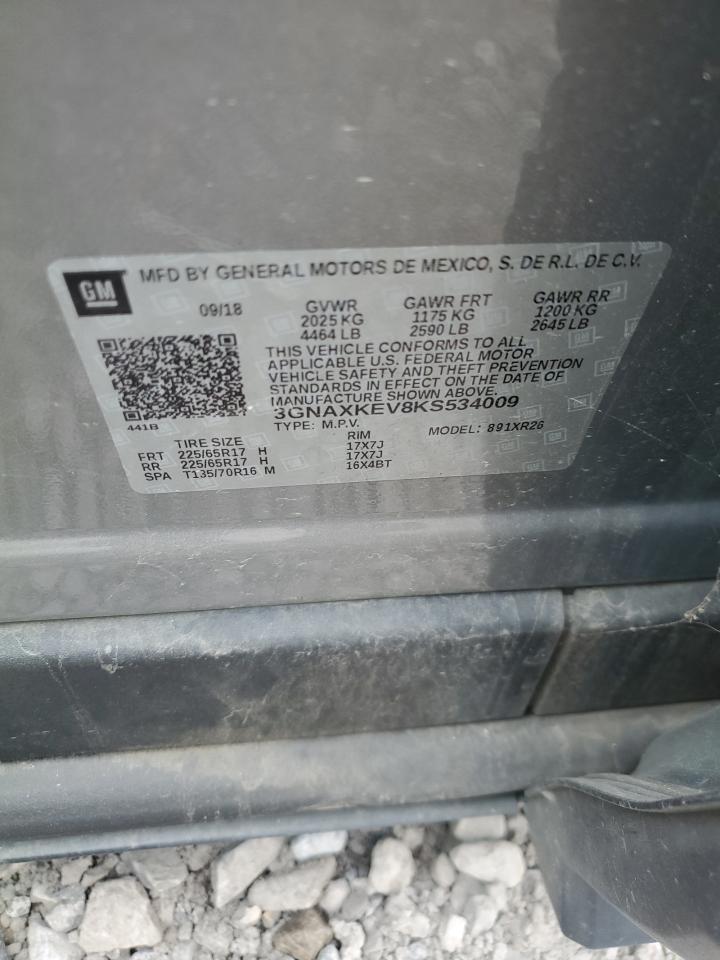 GM
MFD BY GENERAL MOTORS DE MEXICO, S. DE R.L. DE C.V.
09/18 GVWR GAWR FRT GAWR RR
2025 KG 1175 KG 1200 KG
4464 LB 2590 LB 2645 LB
THIS VEHICLE CONFORMS TO ALL
APPLICABLE U.S. FEDERAL MOTOR
VEHICLE SAFETY AND THEFT PREVENTION
STANDARDS IN EFFECT ON THE DATE OF
MANUFACTURE SHOWN ABOVE.
3GNAXKEV8KS534009
441B TYPE: M.P.V. MODEL: 891XR26
TIRE SIZE RIM
FRT 225/65R17 H 17X7J
RR 225/65R17 H 17X7J
SPA T135/70R16 M 16X4BT